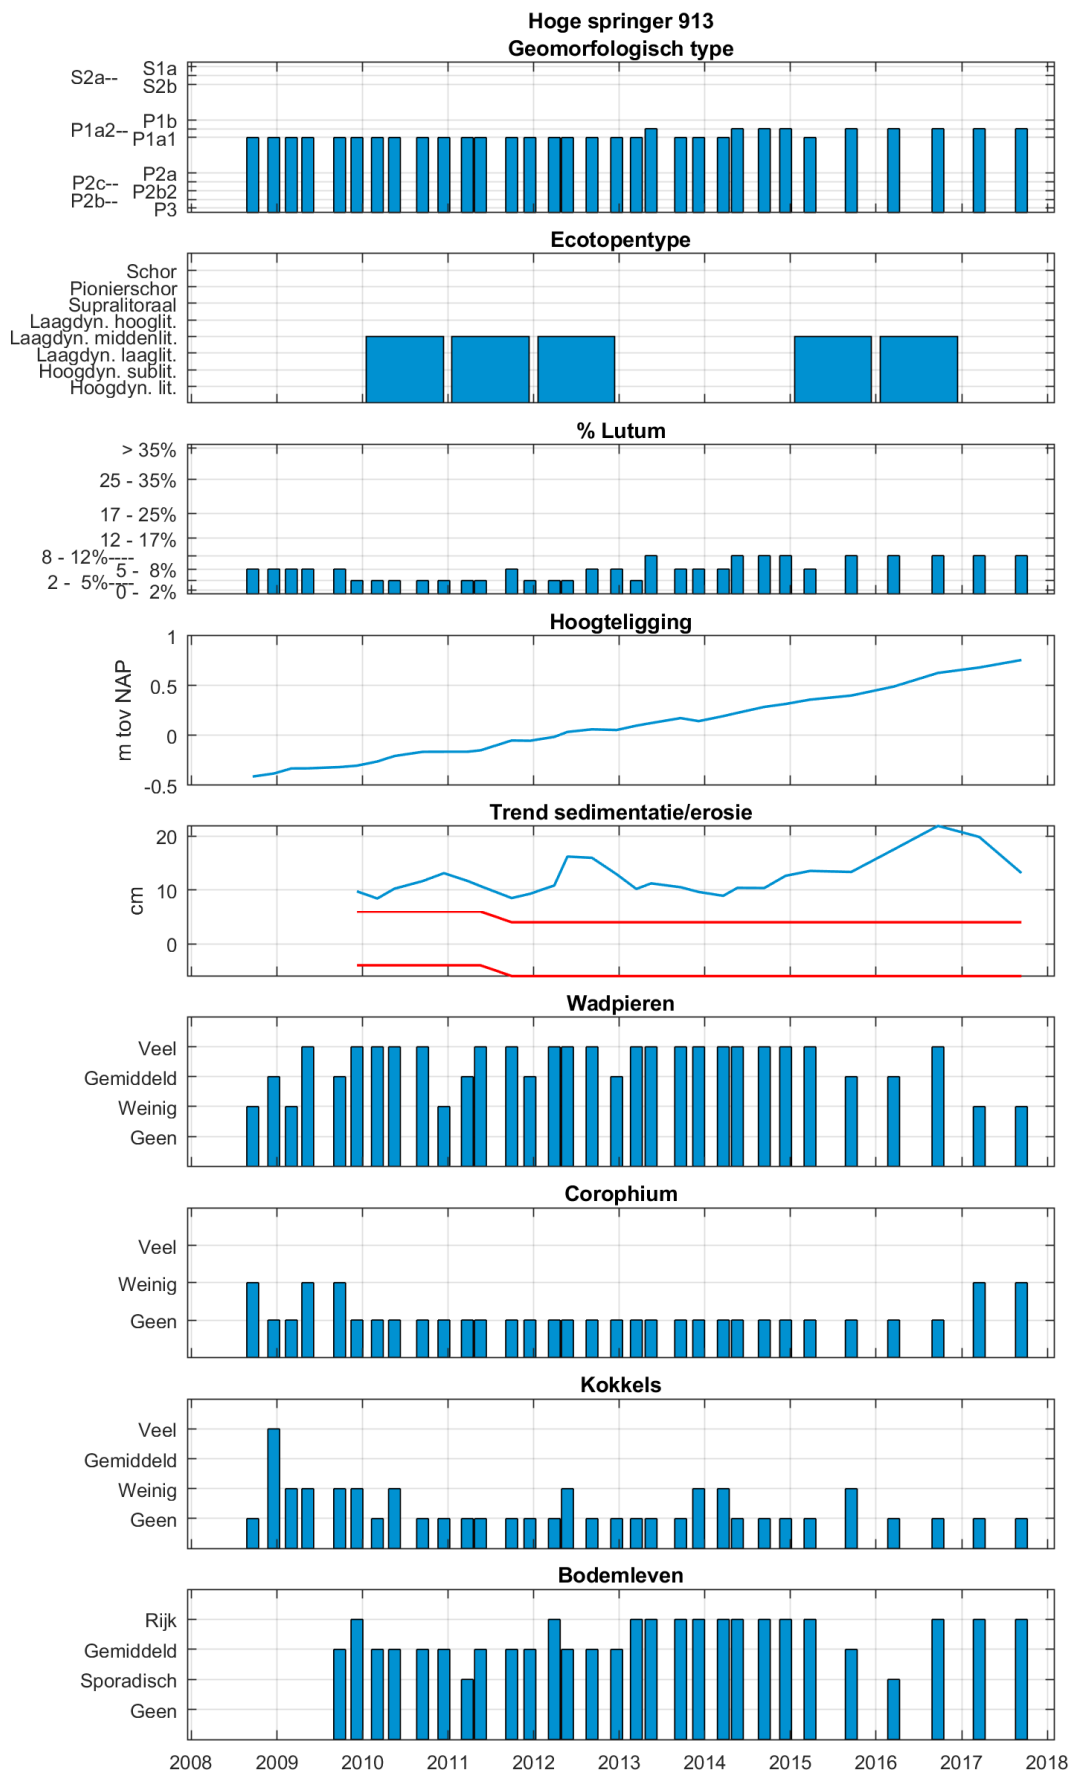 Hoge springer 913
Geomorfologisch type
S1a
S2a--
S2b
P1b
P1a2--
P1a1
P2a
P2c--
P2b2
P2b--
P3
Ecotopentype
Schor
Pionierschor
Supralitoraal
Laagdyn. hooglit.
Laagdyn. middenlit.
Laagdyn. laaglit.
Hoogdyn. sublit.
Hoogdyn. lit.
% Lutum
> 35%
25 - 35%
17 - 25%
12 - 17%
8 - 12%----
5 - 8%
2 - 5%----
0 - 2%
Hoogteligging
m tov NAP
1
0.5
0
-0.5
Trend sedimentatie/erosie
cm
20
10
0
Wadpieren
Veel
Gemiddeld
Weinig
Geen
Corophium
Veel
Weinig
Geen
Kokkels
Veel
Gemiddeld
Weinig
Geen
Bodemleven
Rijk
Gemiddeld
Sporadisch
Geen
2008 2009 2010 2011 2012 2013 2014 2015 2016 2017 2018